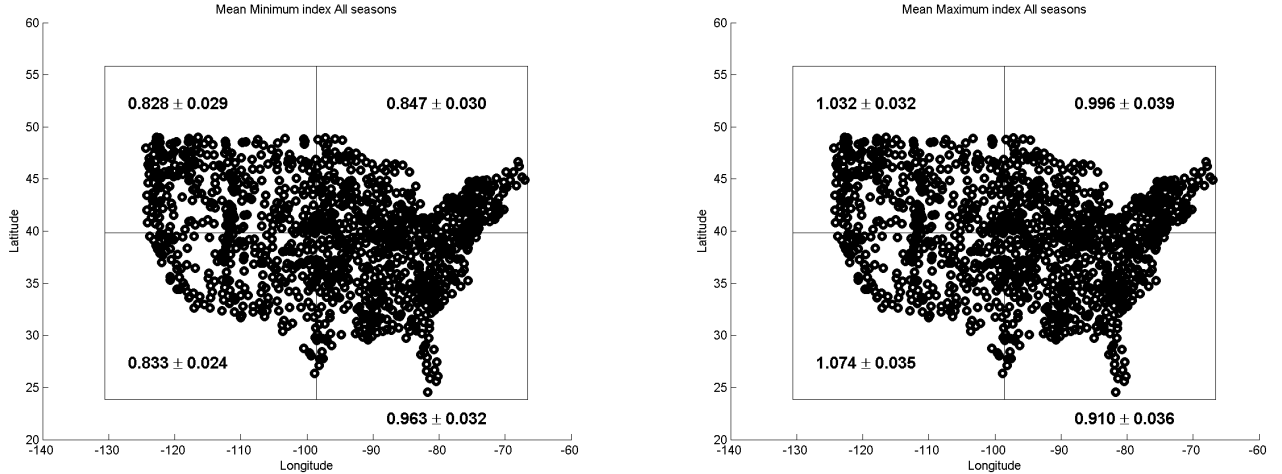 Mean Minimum index All seasons
60
55
50
45
40
35
30
25
20
Latitude
0.828 ± 0.029
0.847 ± 0.030
0.833 ± 0.024
0.963 ± 0.032
-140
-130
-120
-110
-100
-90
-80
-70
-60
Longitude
Mean Maximum index All seasons
60
55
50
45
40
35
30
25
20
Latitude
1.032 ± 0.032
0.996 ± 0.039
1.074 ± 0.035
0.910 ± 0.036
-140
-130
-120
-110
-100
-90
-80
-70
-60
Longitude